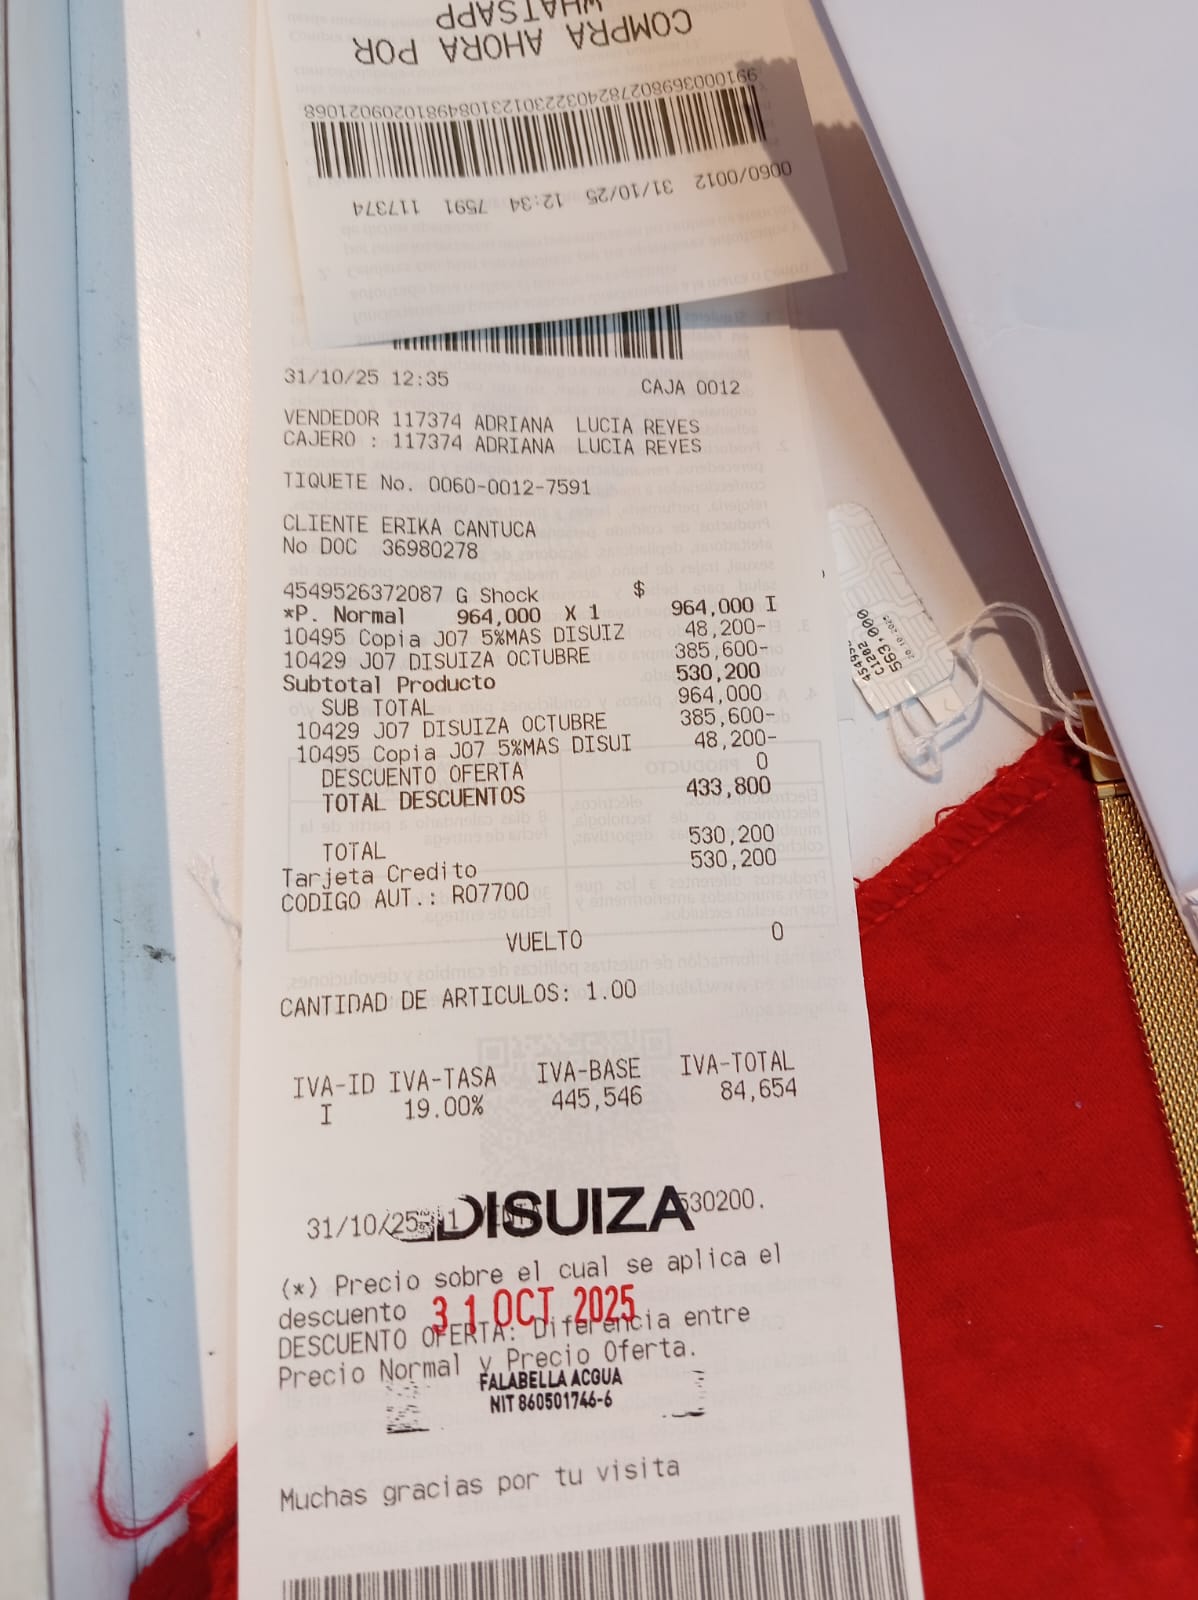 COMPRA AHORA POR
WHATSAPP
0060/0012 31/10/25 12:34 7591 117374
31/10/25 12:35 CAJA 0012
VENDEDOR 117374 ADRIANA LUCIA REYES
CAJERO : 117374 ADRIANA LUCIA REYES
TIQUETE No. 0060-0012-7591
CLIENTE ERIKA CANTUCA
No DOC 36980278
4549526372087 G Shock $
*P. Normal 964,000 X 1 964,000 I
10495 Copia J07 5%MAS DISUIZ 48,200-
10429 J07 DISUIZA OCTUBRE 385,600-
Subtotal Producto 530,200
SUB TOTAL 964,000
10429 J07 DISUIZA OCTUBRE 385,600-
10495 Copia J07 5%MAS DISUI 48,200-
DESCUENTO OFERTA 0
TOTAL DESCUENTOS 433,800
TOTAL 530,200
Tarjeta Credito 530,200
CODIGO AUT.: R07700
VUELTO 0
CANTIDAD DE ARTICULOS: 1.00
IVA-ID IVA-TASA IVA-BASE IVA-TOTAL
I 19.00% 445,546 84,654
31/10/25 530200.
DISUIZA
(*) Precio sobre el cual se aplica el
descuento
31 OCT 2025
DESCUENTO OFERTA: Diferencia entre
Precio Normal y Precio Oferta.
FALABELLA ACQUA
NIT 860501746-6
Muchas gracias por tu visita
C1202
563,000
20.10.2025